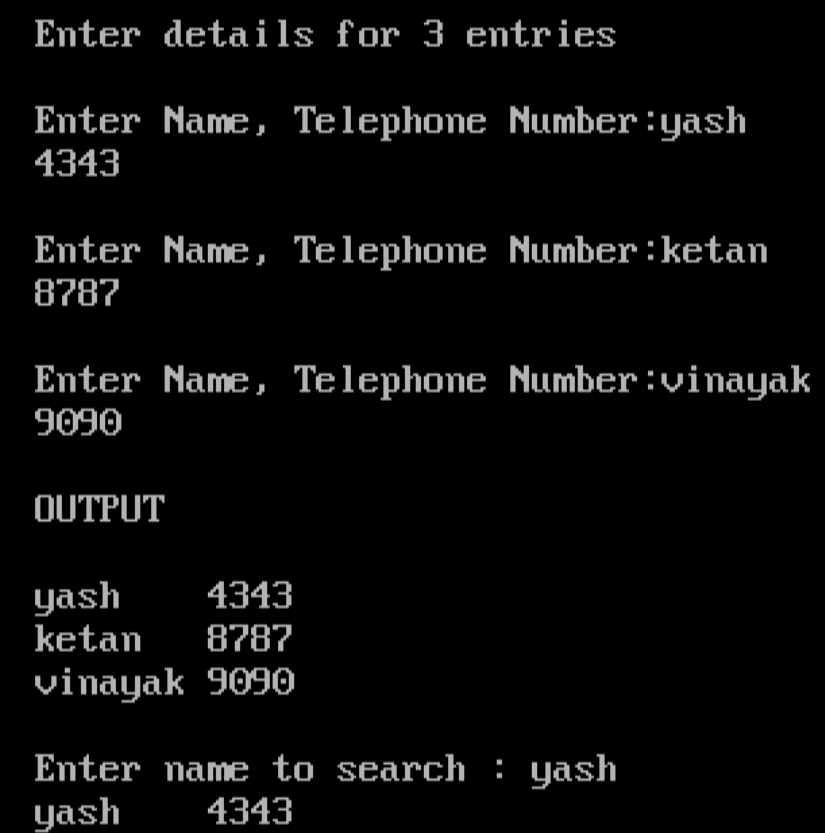 Enter details for 3 entries
Enter Name, Telephone Number:yash
4343
Enter Name, Telephone Number:ketan
8787
Enter Name, Telephone Number:vinayak
9090
OUTPUT
yash    4343
ketan   8787
vinayak 9090
Enter name to search : yash
yash    4343